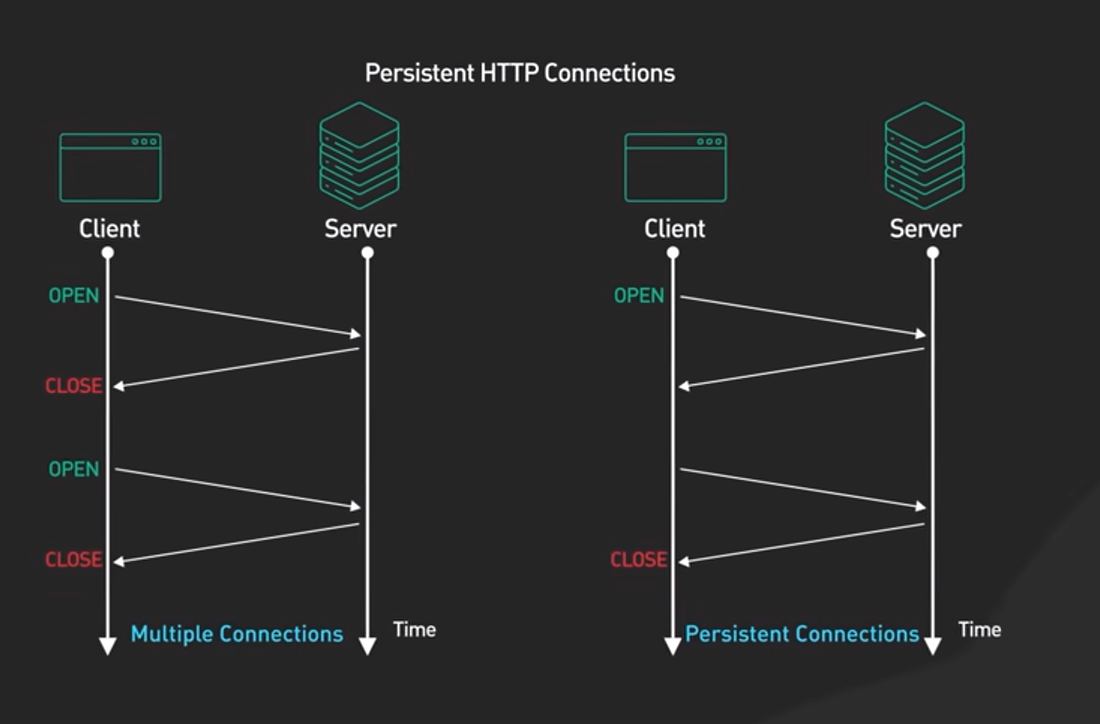 Persistent HTTP Connections
Client
Server
OPEN
CLOSE
OPEN
CLOSE
Multiple Connections
Time
Client
Server
OPEN
CLOSE
Persistent Connections
Time